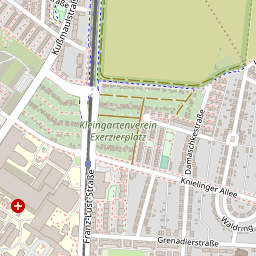 Kußmaulstraße
Kleingartenverein
Exerzierplatz
Damaschkestraße
Knielinger Allee
Franz-Lust-Straße
Waldring
Grenadierstraße